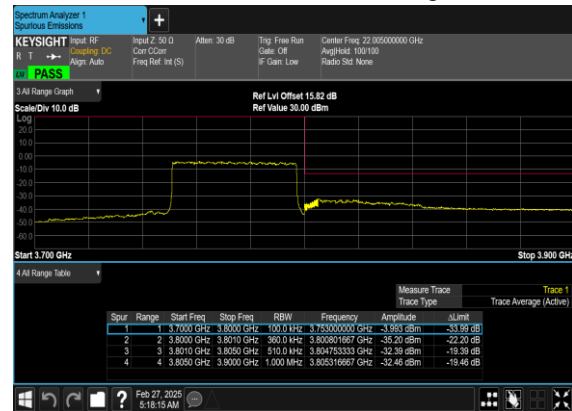 Spectrum Analyzer 1
Spurious Emissions
KEYSIGHT Input: RF Input Z: 50 Ω Atten: 30 dB Trig: Free Run Center Freq: 22.005000000 GHz
R T Coupling: DC Corr CCorr Gate: Off Avg|Hold: 100/100
Align: Auto Freq Ref: Int (S) IF Gain: Low Radio Std: None
PASS
3 All Range Graph
Ref Lvl Offset 15.82 dB
Scale/Div 10.0 dB Ref Value 30.00 dBm
Log
20.0
10.0
0.00
-10.0
-20.0
-30.0
-40.0
-50.0
-60.0
Start 3.700 GHz Stop 3.900 GHz
4 All Range Table
Measure Trace Trace 1
Trace Type Trace Average (Active)
Spur Range Start Freq Stop Freq RBW Frequency Amplitude ΔLimit
1 1 3.7000 GHz 3.8000 GHz 100.0 kHz 3.753000000 GHz -3.993 dBm -33.99 dB
2 2 3.8000 GHz 3.8010 GHz 360.0 kHz 3.800801667 GHz -35.20 dBm -22.20 dB
3 3 3.8010 GHz 3.8050 GHz 510.0 kHz 3.804753333 GHz -32.39 dBm -19.39 dB
4 4 3.8050 GHz 3.9000 GHz 1.000 MHz 3.805316667 GHz -32.46 dBm -19.46 dB
Feb 27, 2025
5:18:15 AM